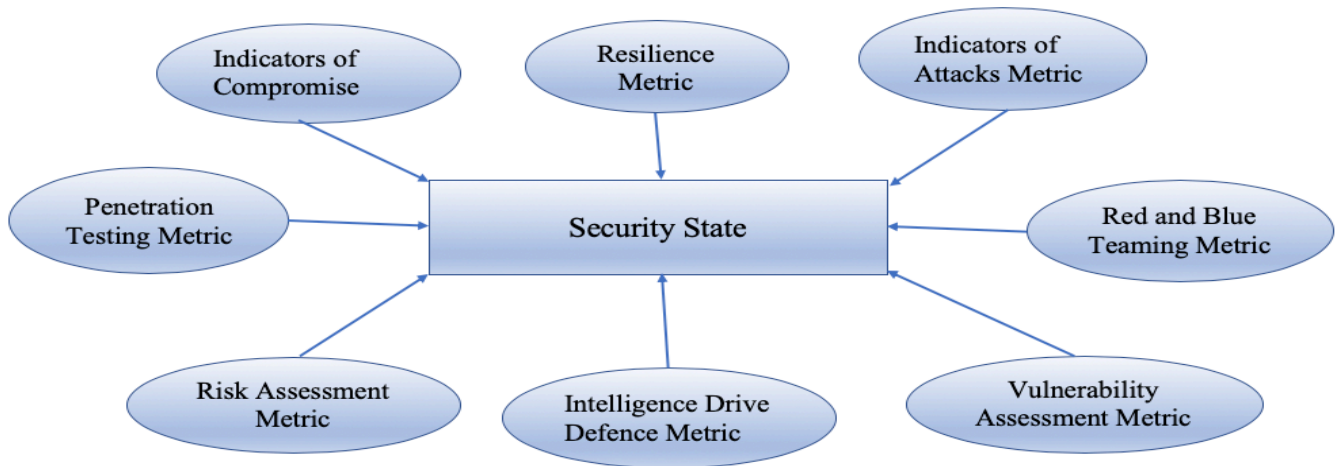 Indicators of
Compromise
Resilience
Metric
Indicators of
Attacks Metric
Penetration
Testing Metric
Security State
Red and Blue
Teaming Metric
Risk Assessment
Metric
Intelligence Drive
Defence Metric
Vulnerability
Assessment Metric